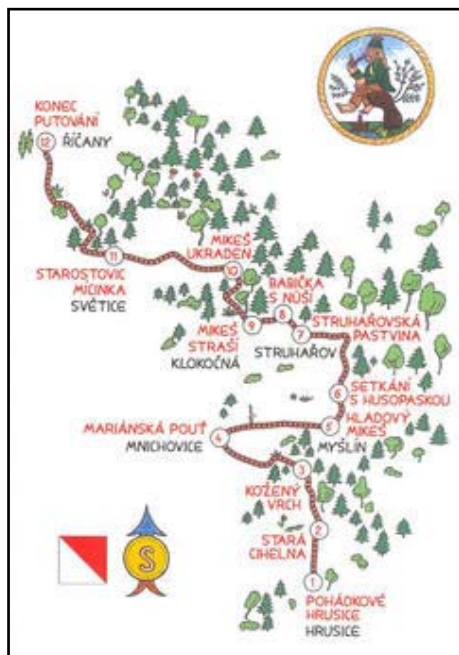 KONEC
PUTOVÁNÍ
12
ŘÍČANY
11
STAROSTOVIC
MICINKA
SVĚTICE
MIKEŠ
UKRADEN
10
BABIČKA
S NŮŠÍ
8
9
7
STRUHAŘOVSKÁ
PASTVINA
MIKEŠ
STRAŠÍ
KLOKOČNÁ
STRUHAŘOV
6
SETKÁNÍ
S HUSOPASKOU
MARIÁNSKÁ POUŤ
MNICHOVICE
4
5
HLADOVÝ
MIKEŠ
MYŠLÍN
3
KOŽENÝ
VRCH
2
STARÁ
CIHELNA
1
POHÁDKOVÉ
HRUSICE
HRUSICE
S